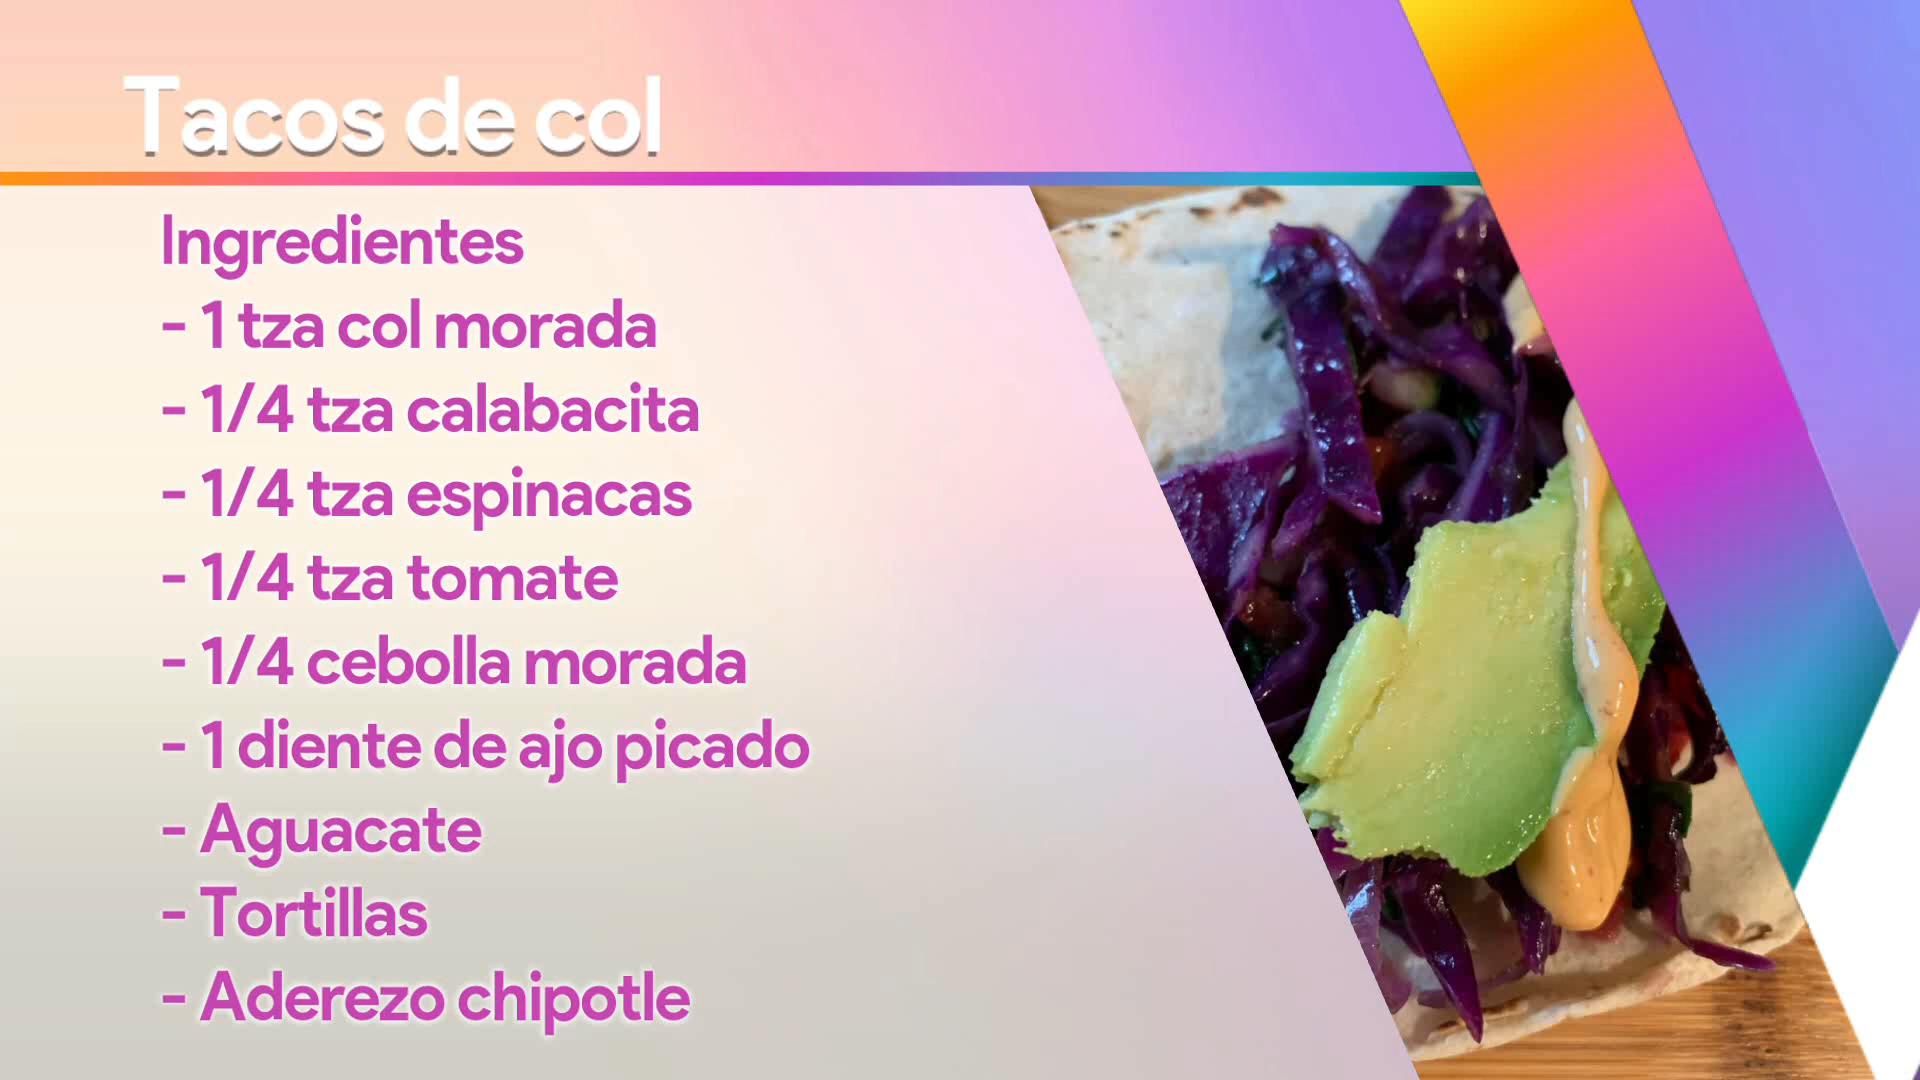 Tacos de col
Ingredientes
- 1 tza col morada
- 1/4 tza calabacita
- 1/4 tza espinacas
- 1/4 tza tomate
- 1/4 cebolla morada
- 1 diente de ajo picado
- Aguacate
- Tortillas
- Aderezo chipotle